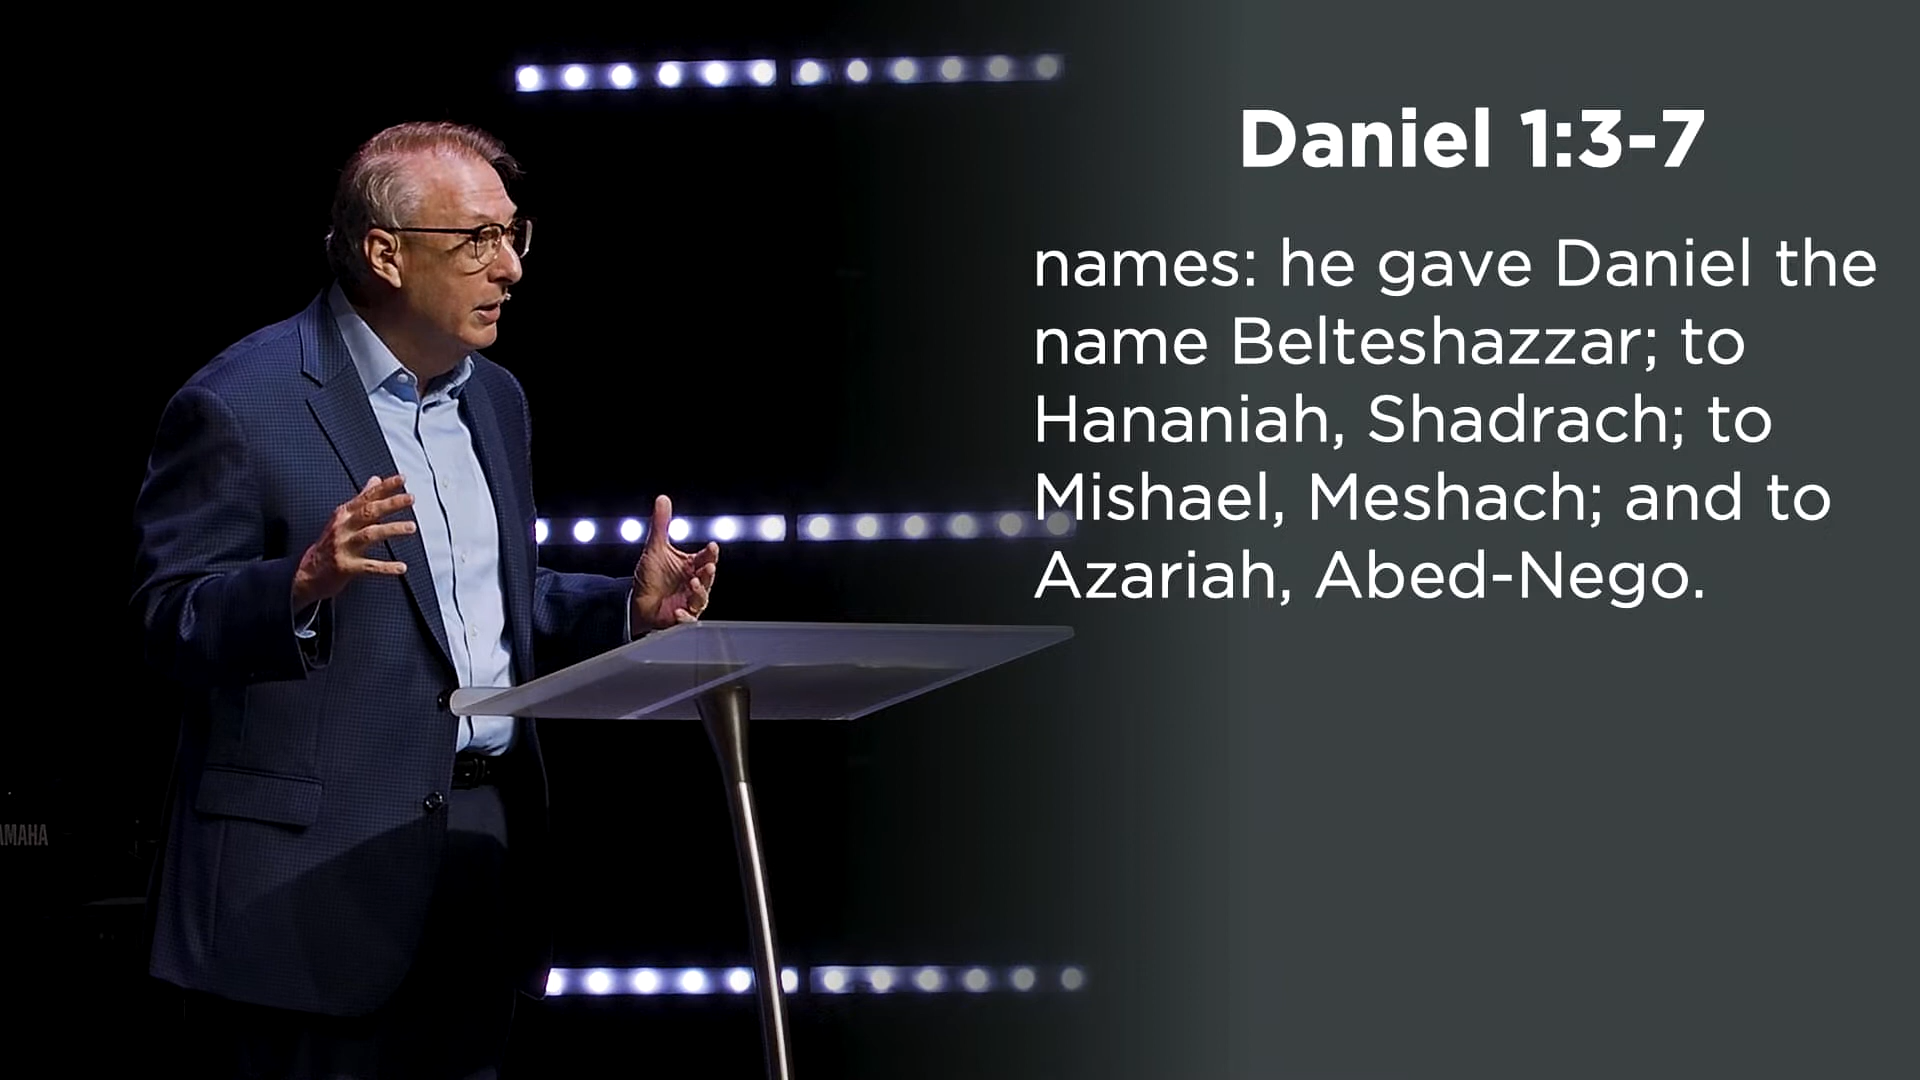 Daniel 1:3-7
names: he gave Daniel the
name Belteshazzar; to
Hananiah, Shadrach; to
Mishael, Meshach; and to
Azariah, Abed-Nego.
AMAHA